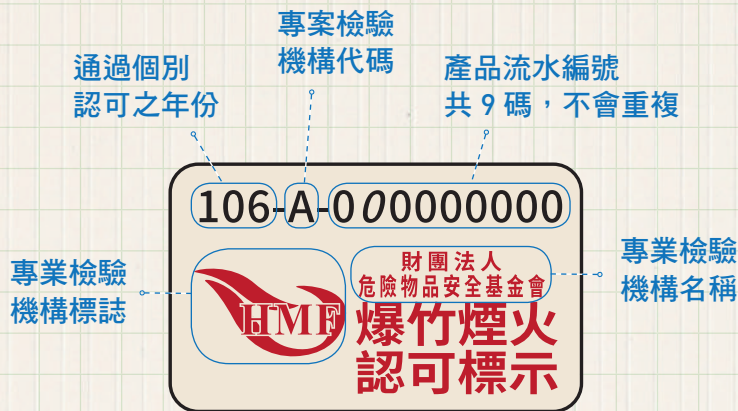 專案檢驗
機構代碼
通過個別
認可之年份
產品流水編號
共 9 碼，不會重複
106-A-0000000000
專業檢驗
機構標誌
HMF
財團法人
危險物品安全基金會
爆竹煙火
認可標示
專業檢驗
機構名稱